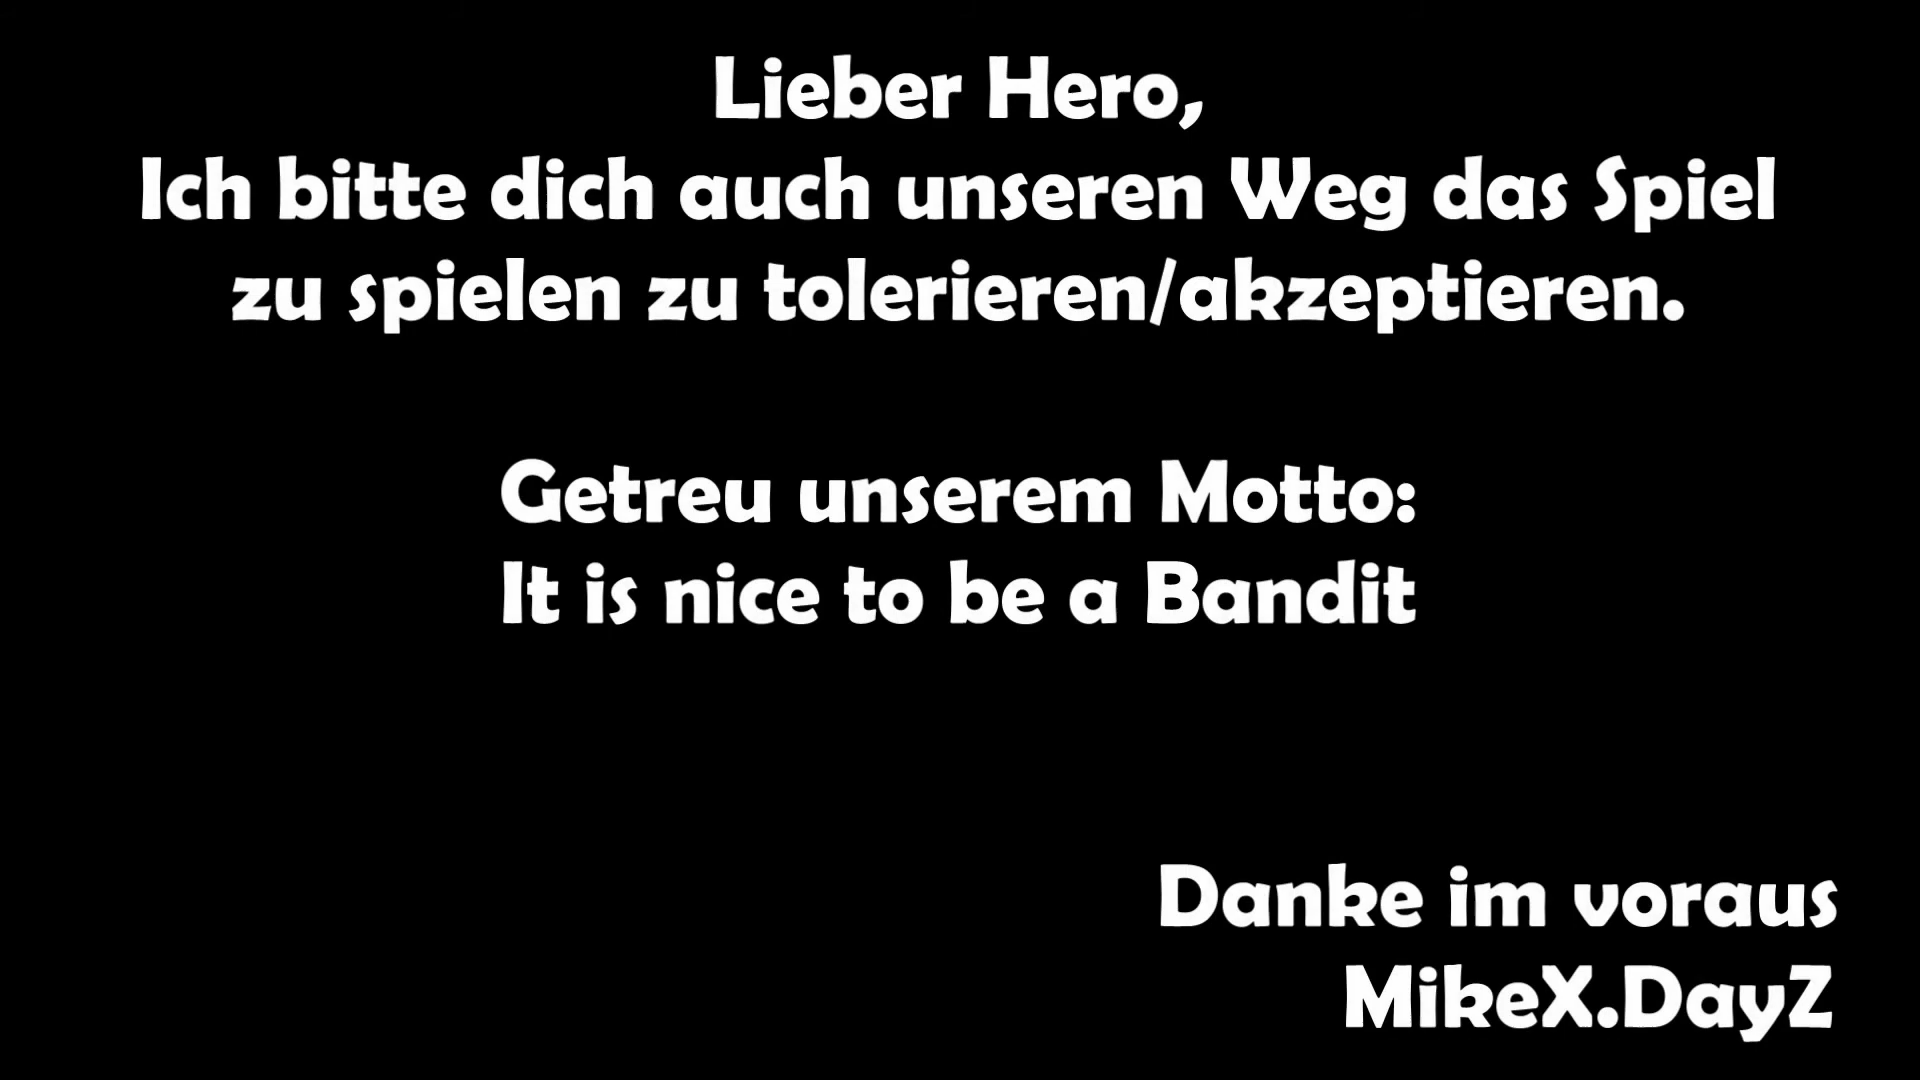 Lieber Hero,
Ich bitte dich auch unseren Weg das Spiel
zu spielen zu tolerieren/akzeptieren.
Getreu unserem Motto:
It is nice to be a Bandit
Danke im voraus
MikeX.DayZ